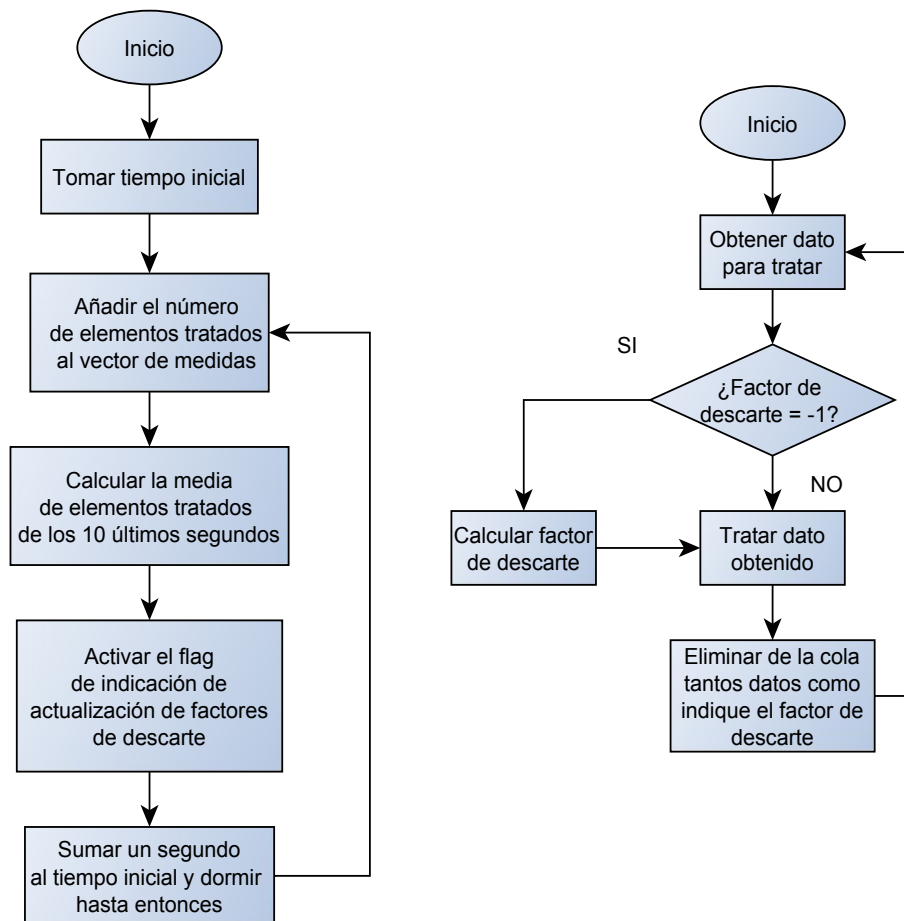 Inicio
Tomar tiempo inicial
Añadir el número
de elementos tratados
al vector de medidas
Calcular la media
de elementos tratados
de los 10 últimos segundos
Activar el flag
de indicación de
actualización de factores
de descarte
Sumar un segundo
al tiempo inicial y dormir
hasta entonces
Inicio
Obtener dato
para tratar
¿Factor de
descarte = -1?
SI
NO
Calcular factor
de descarte
Tratar dato
obtenido
Eliminar de la cola
tantos datos como
indique el factor de
descarte